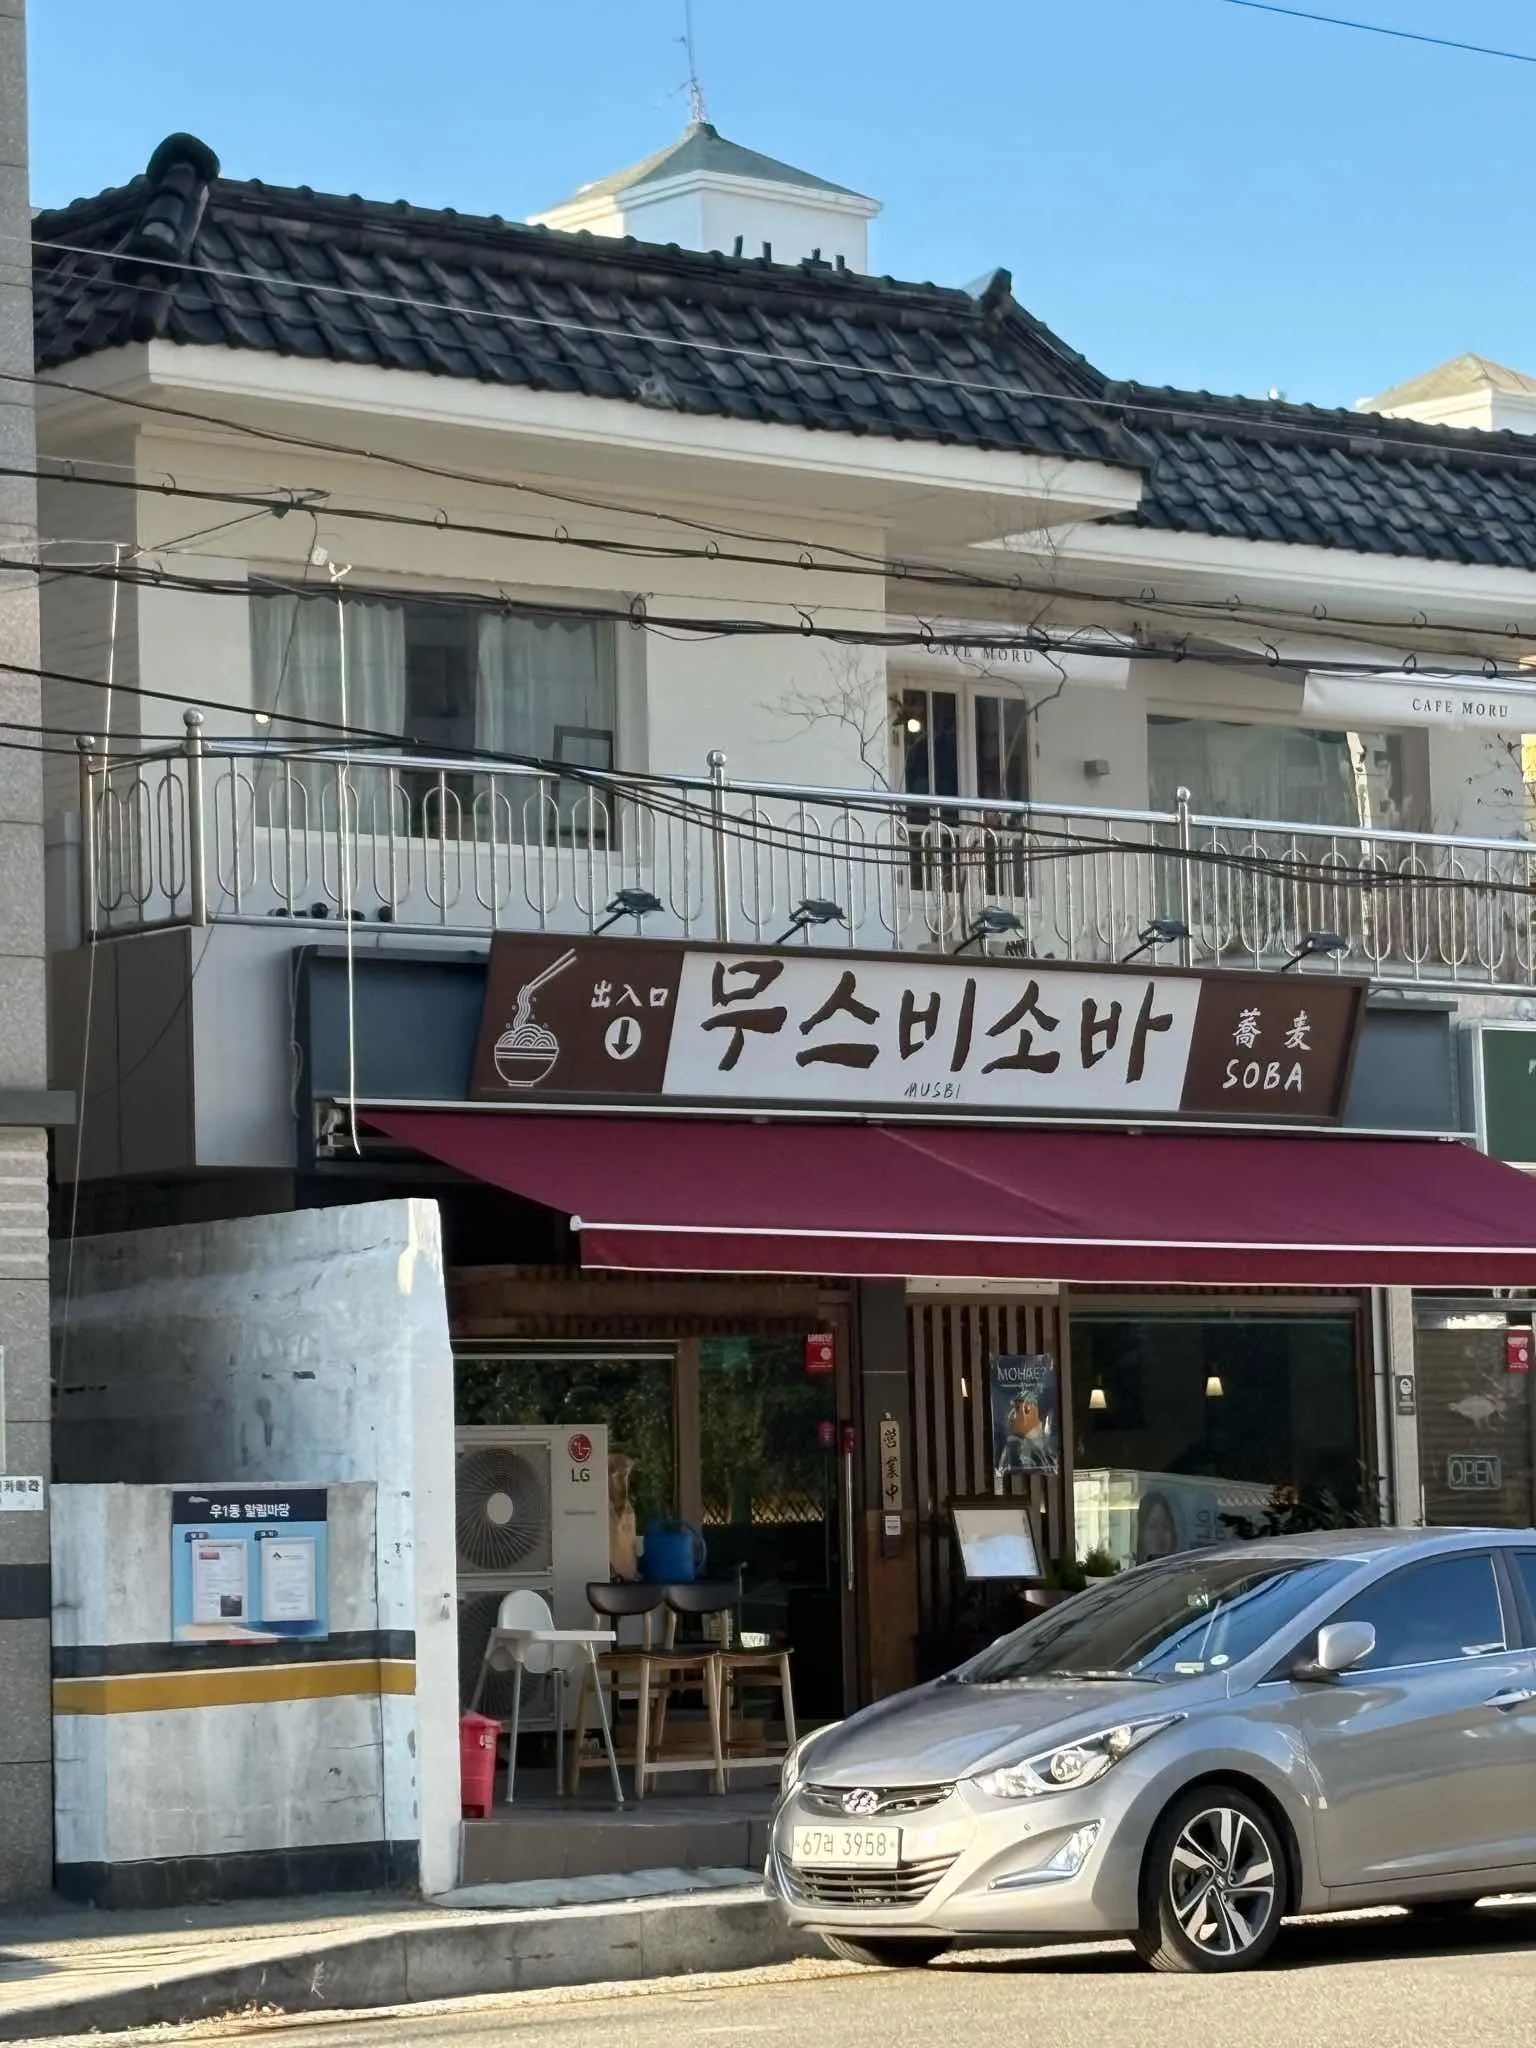 CAFE MORU
CAFE MORU
出入口
무스비소바
MUSBI
蕎麦
SOBA
MOHAE?
営業中
LG
OPEN
우1동 알림마당
67러 3958